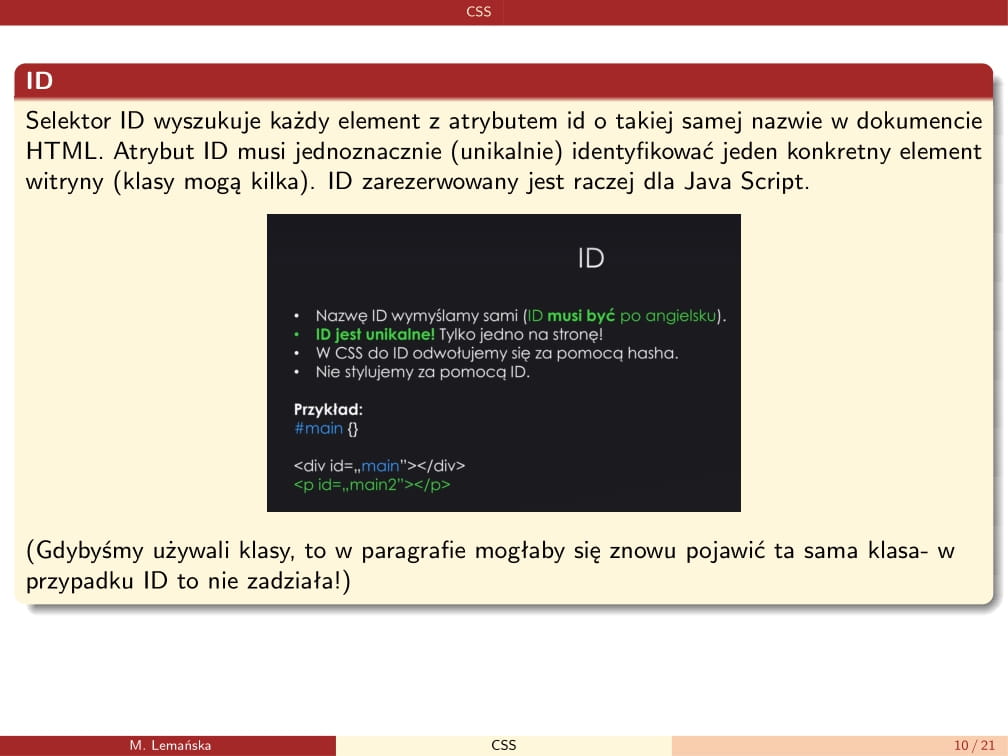 CSS
ID
Selektor ID wyszukuje każdy element z atrybutem id o takiej samej nazwie w dokumencie
HTML. Atrybut ID musi jednoznacznie (unikalnie) identyfikować jeden konkretny element
witryny (klasy mogą kilka). ID zarezerwowany jest raczej dla Java Script.
ID
• Nazwę ID wymyślamy sami (ID musi być po angielsku).
• ID jest unikalne! Tylko jedno na stronę!
• W CSS do ID odwołujemy się za pomocą hasha.
• Nie stylujemy za pomocą ID.
Przykład:
#main {}
<div id=„main”></div>
<p id=„main2”></p>
(Gdybyśmy używali klasy, to w paragrafie mogłaby się znowu pojawić ta sama klasa- w
przypadku ID to nie zadziała!)
M. Lemańska CSS 10 / 21